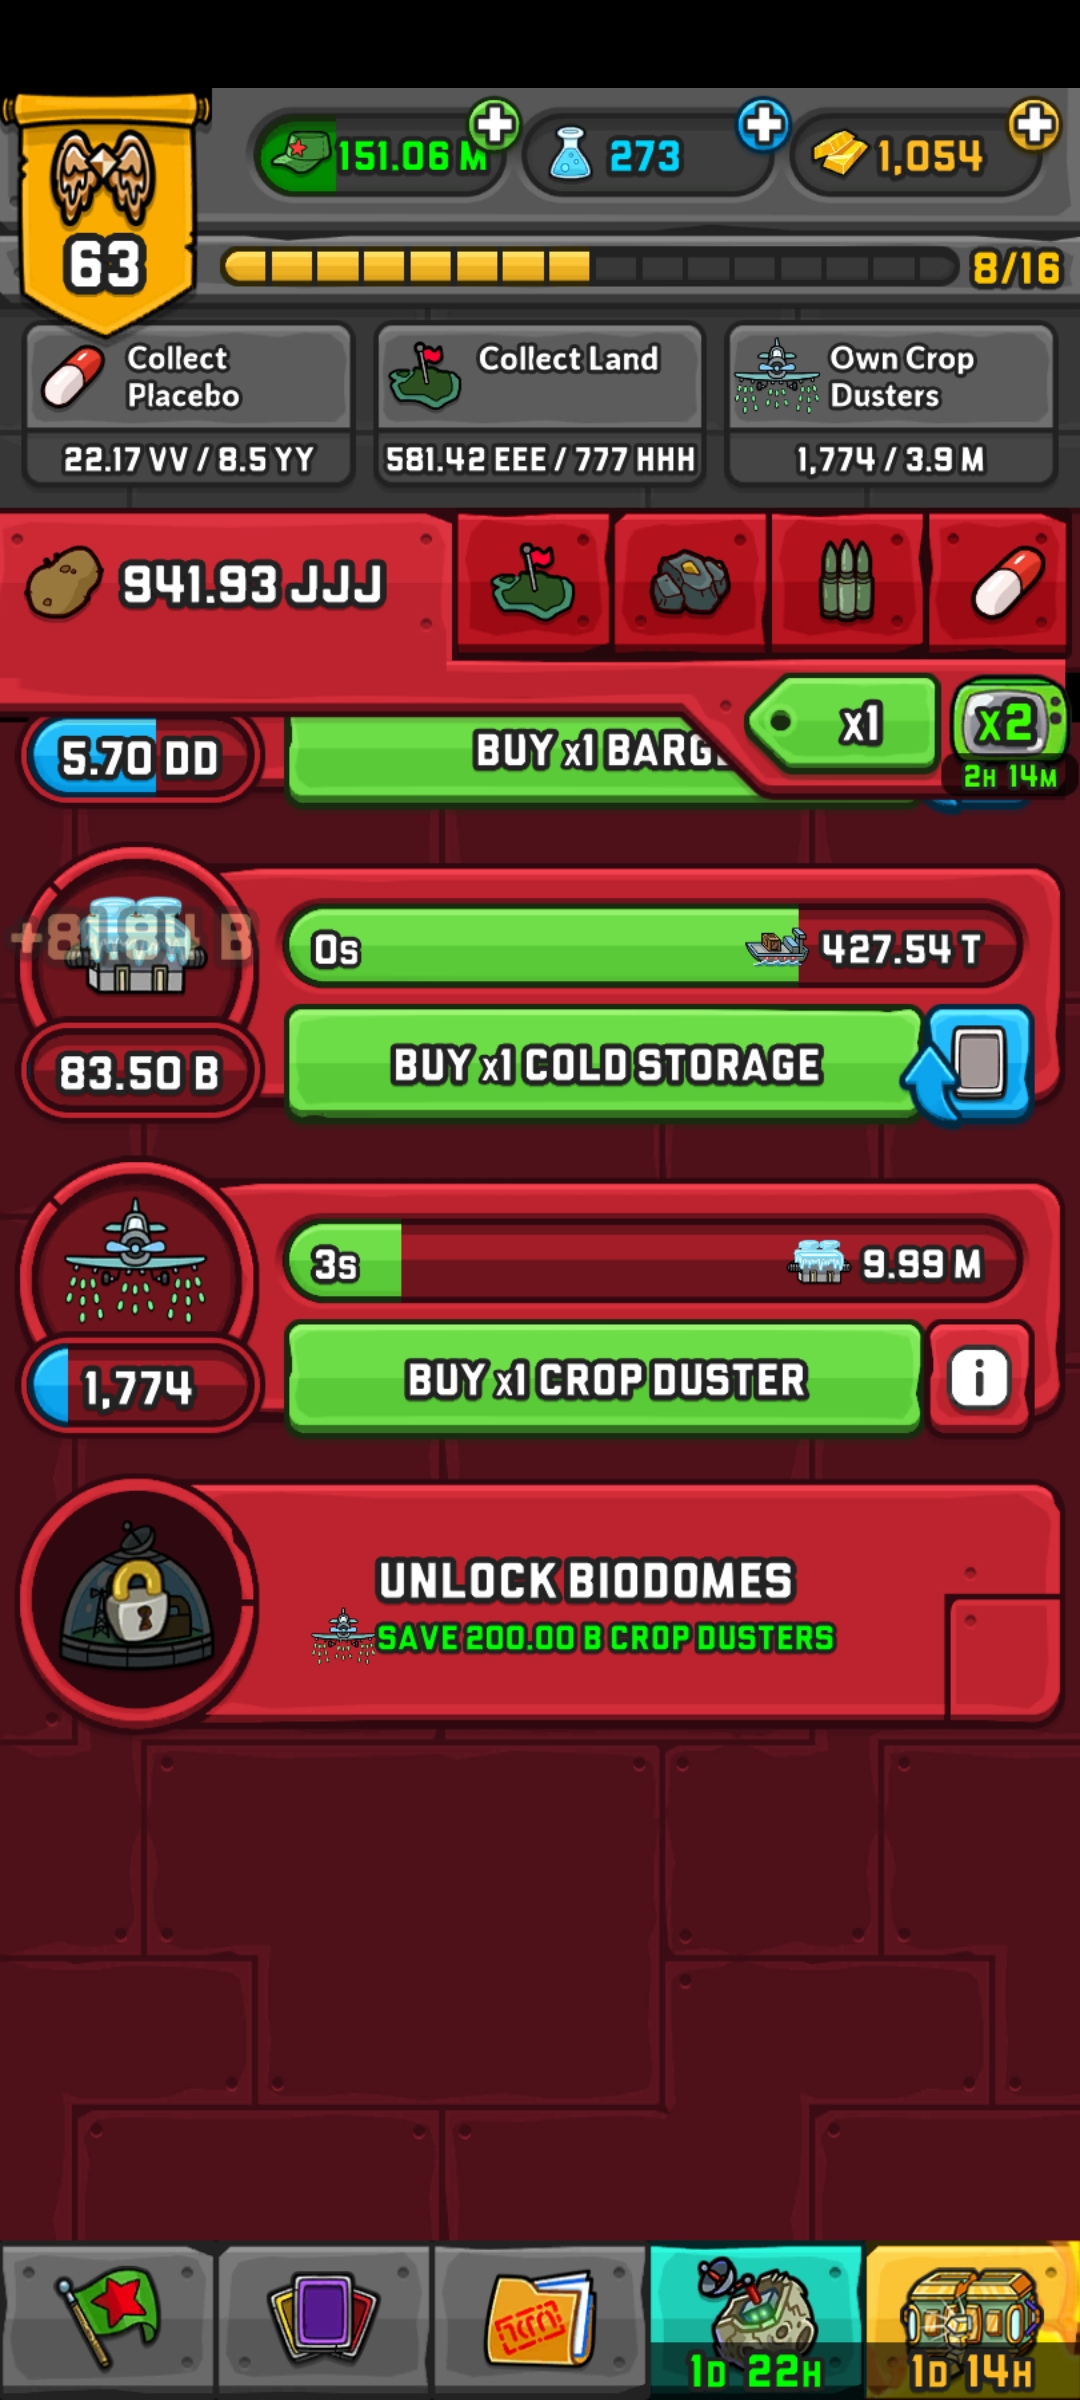 151.06 M
273
1,054
63
8/16
Collect
Placebo
22.17 VV / 8.5 YY
Collect Land
581.42 EEE / 777 HHH
Own Crop
Dusters
1,774 / 3.9 M
941.93 JJJ
x1
x2
2H 14M
5.70 DD
BUY x1 BARG
+81.84 B
0s
427.54 T
83.50 B
BUY x1 COLD STORAGE
3s
9.99 M
1,774
BUY x1 CROP DUSTER
i
UNLOCK BIODOMES
SAVE 200.00 B CROP DUSTERS
1D 22H
1D 14H